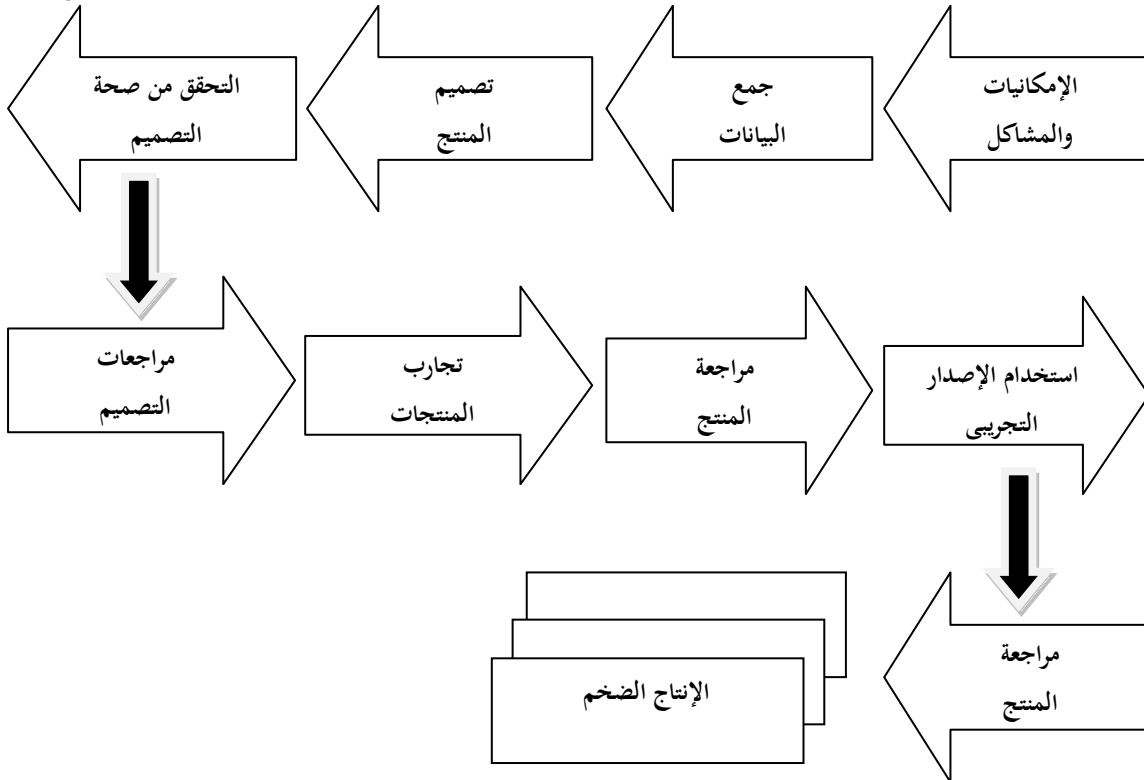 الإمكانيات
والمشاكل
جمع
البيانات
تصميم
المنتج
التحقق من صحة
التصميم
مراجعات
التصميم
تجارب
المنتجات
مراجعة
المنتج
استخدام الإصدار
التجريبى
مراجعة
المنتج
الإنتاج الضخم